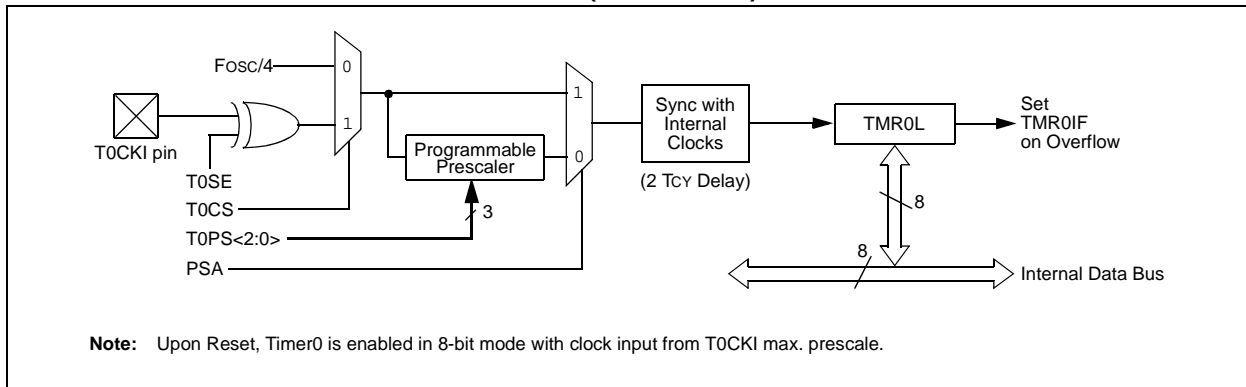 FOSC/4
0
1
T0CKI pin
T0SE
T0CS
T0PS<2:0>
PSA
Programmable
Prescaler
3
1
0
Sync with
Internal
Clocks
(2 TCY Delay)
TMR0L
Set
TMR0IF
on Overflow
8
8
Internal Data Bus
Note: Upon Reset, Timer0 is enabled in 8-bit mode with clock input from T0CKI max. prescale.